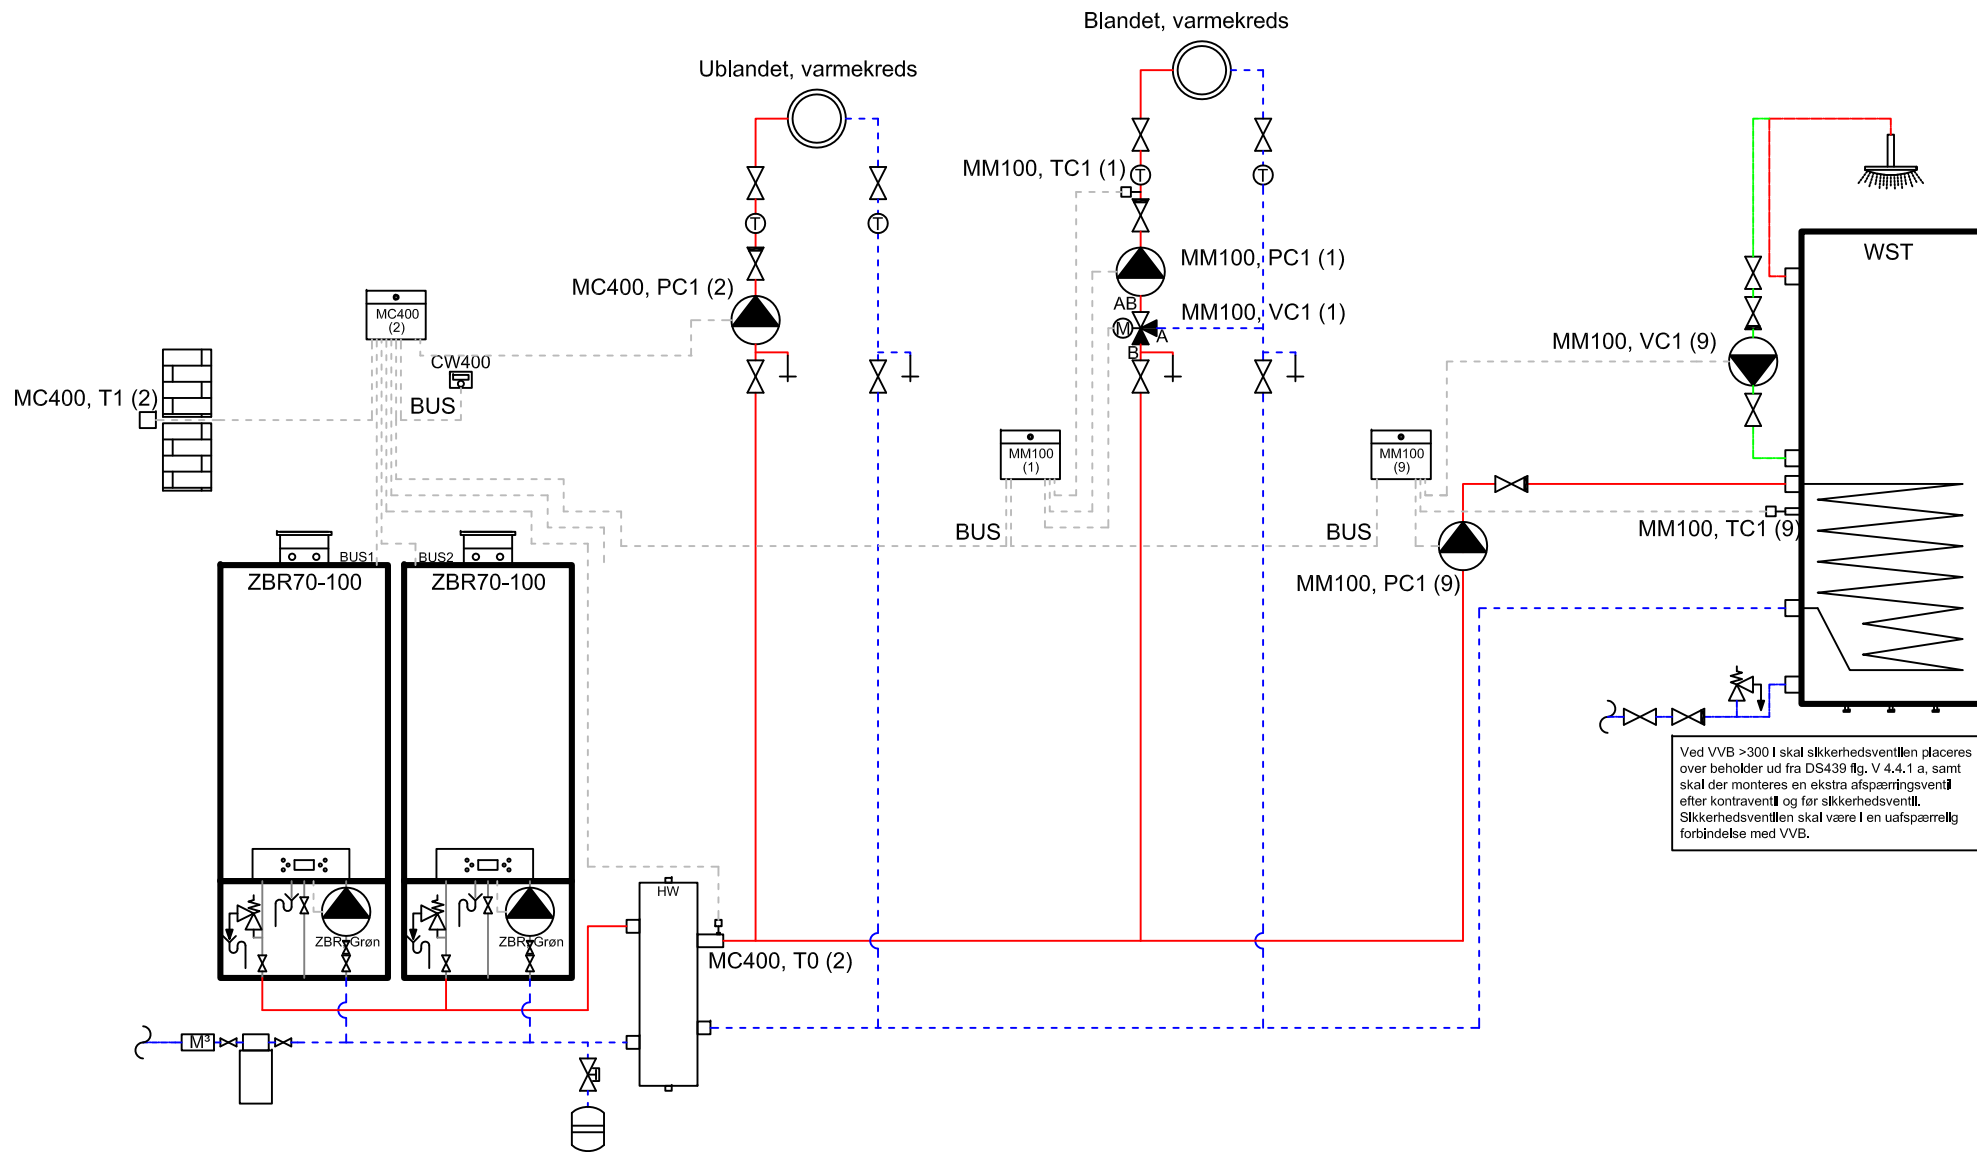 Blandet, varmekreds
Ublandet, varmekreds
T
T
T
T
MM100, TC1 (1)
MM100, PC1 (1)
AB
MM100, VC1 (1)
M
A
B
MC400, PC1 (2)
MC400
(2)
CW400
BUS
MC400, T1 (2)
WST
MM100, VC1 (9)
MM100
(1)
MM100
(9)
BUS
BUS
MM100, TC1 (9)
MM100, PC1 (9)
BUS1
BUS2
ZBR70-100
ZBR70-100
Ved VVB >300 l skal sikkerhedsventilen placeres
over beholder ud fra DS439 fig. V 4.4.1 a, samt
skal der monteres en ekstra afspærringsventil
efter kontraventil og før sikkerhedsventil.
Sikkerhedsventilen skal være i en uafspærrelig
forbindelse med VVB.
HW
ZBR-Grøn
ZBR-Grøn
MC400, T0 (2)
M³